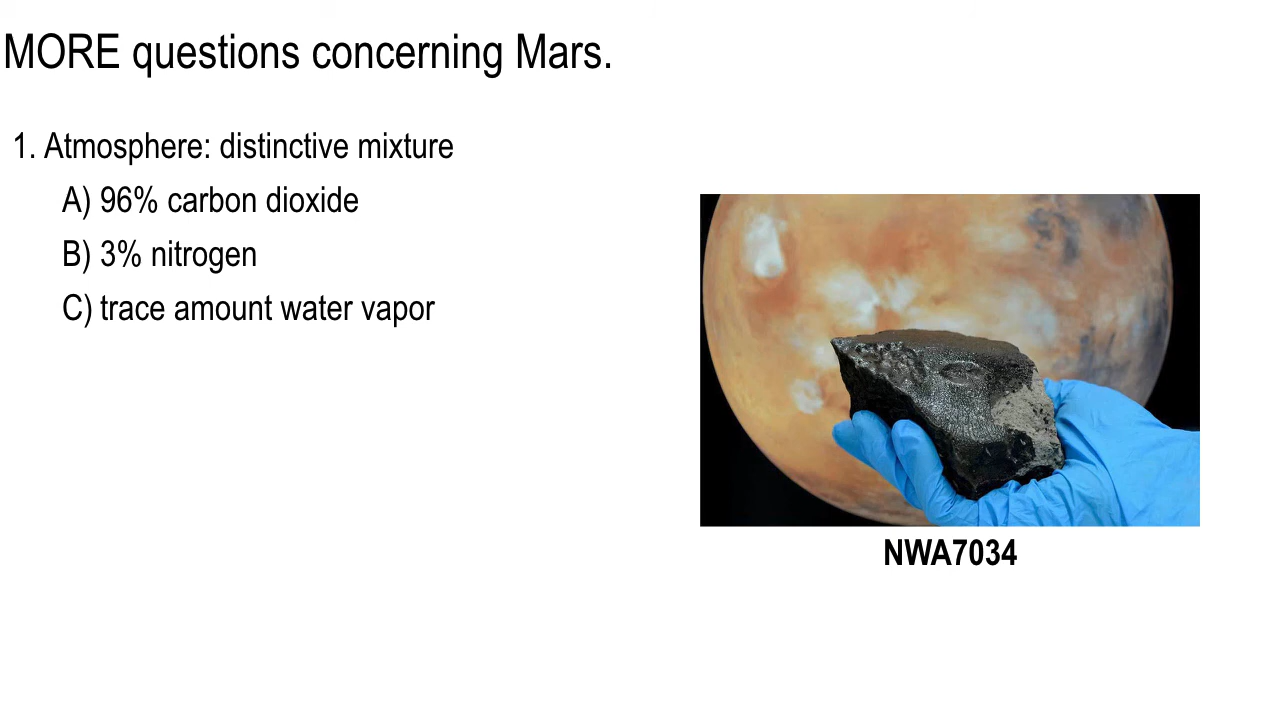 MORE questions concerning Mars.
1. Atmosphere: distinctive mixture
A) 96% carbon dioxide
B) 3% nitrogen
C) trace amount water vapor
NWA7034